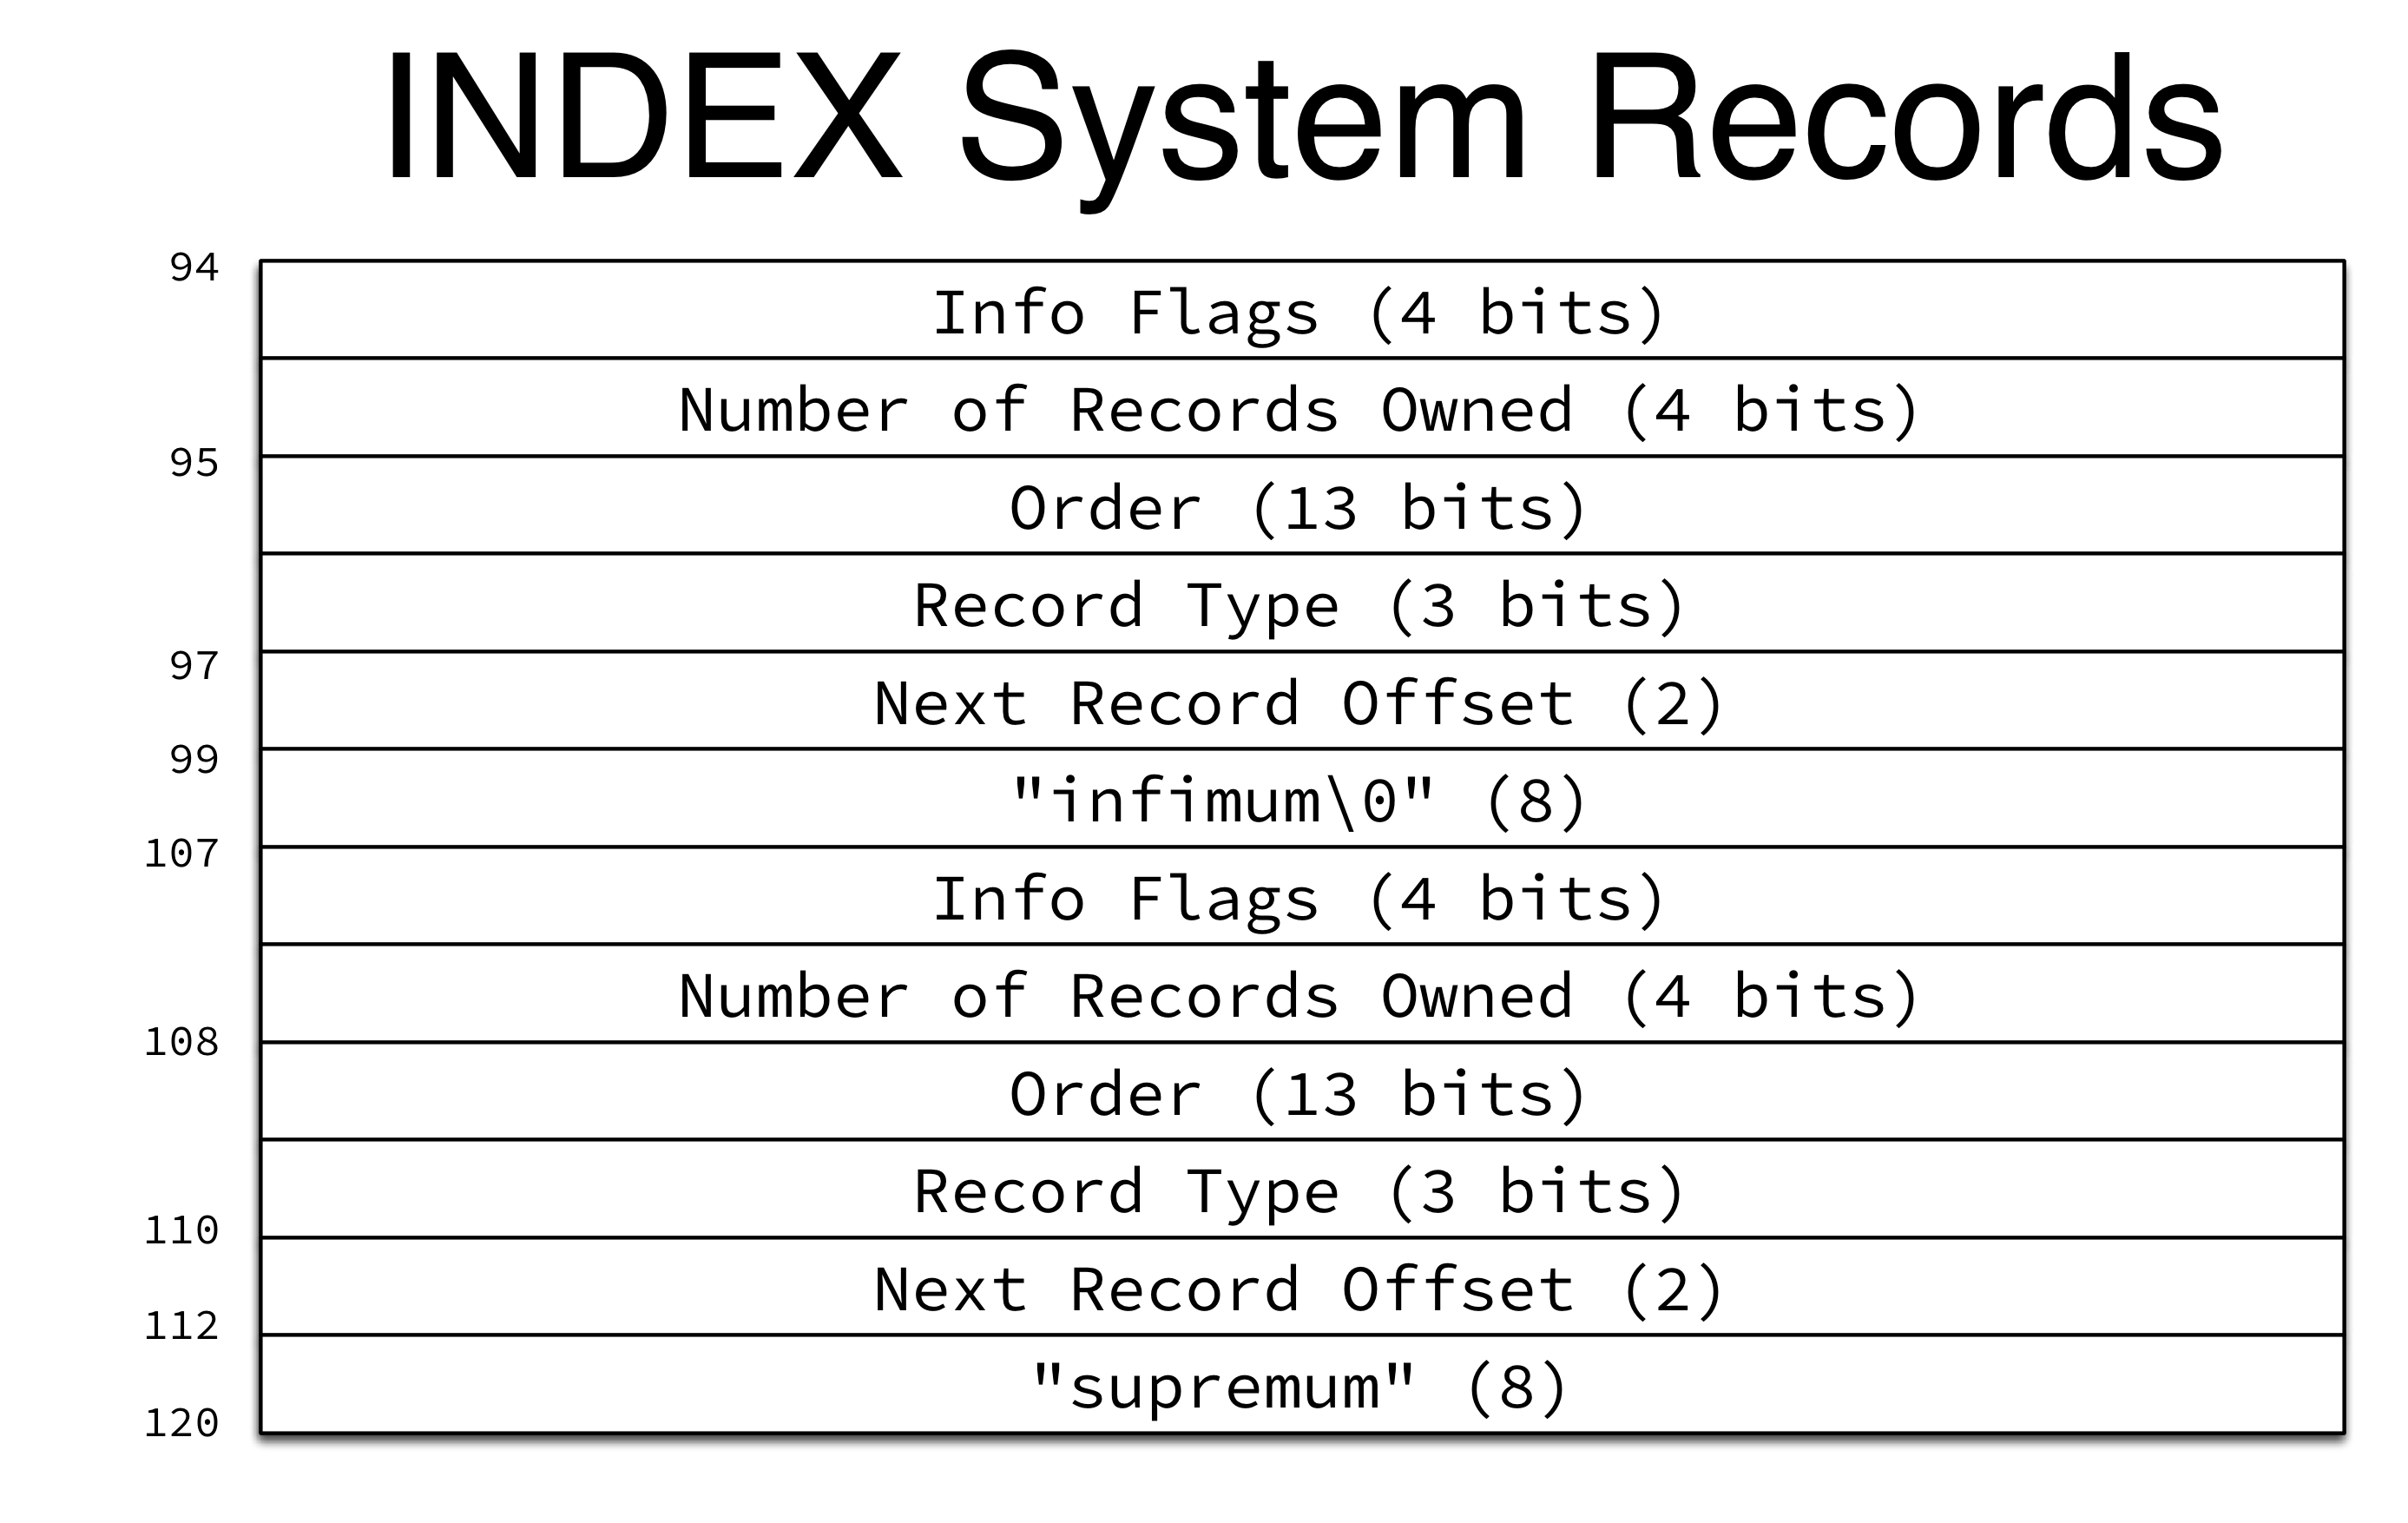 INDEX System Records
94
Info Flags (4 bits)
Number of Records Owned (4 bits)
95
Order (13 bits)
Record Type (3 bits)
97
Next Record Offset (2)
99
"infimum\0" (8)
107
Info Flags (4 bits)
Number of Records Owned (4 bits)
108
Order (13 bits)
Record Type (3 bits)
110
Next Record Offset (2)
112
"supremum" (8)
120